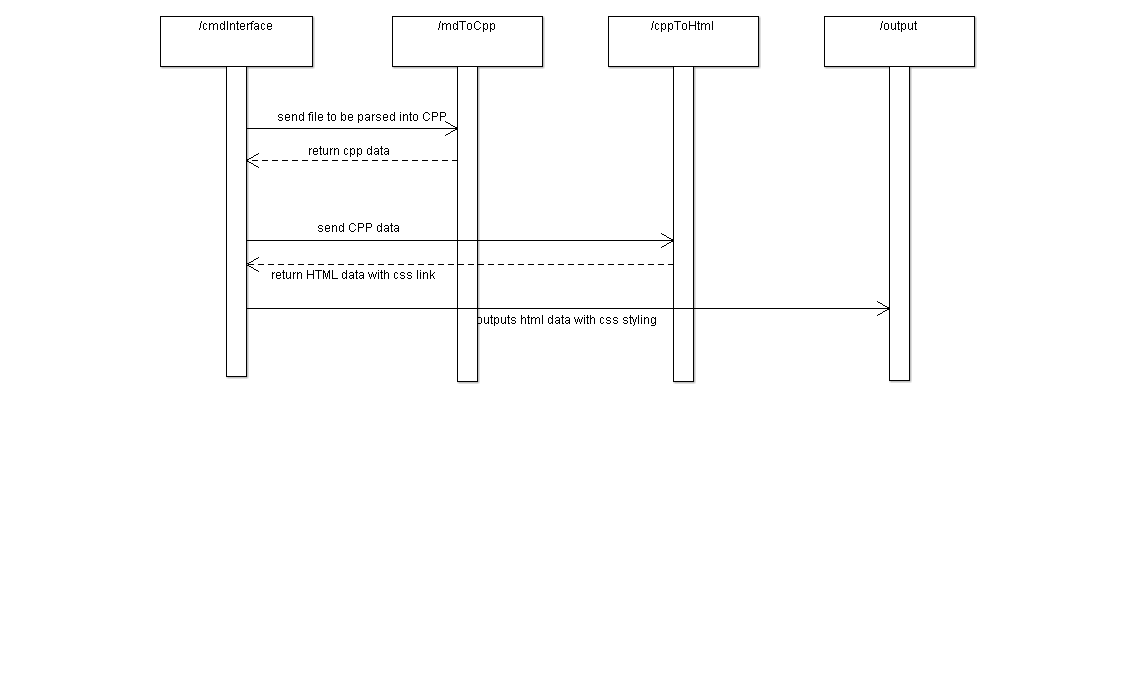 /cmdInterface
/mdToCpp
/cppToHtml
/output
send file to be parsed into CPP
return cpp data
send CPP data
return HTML data with css link
outputs html data with css styling